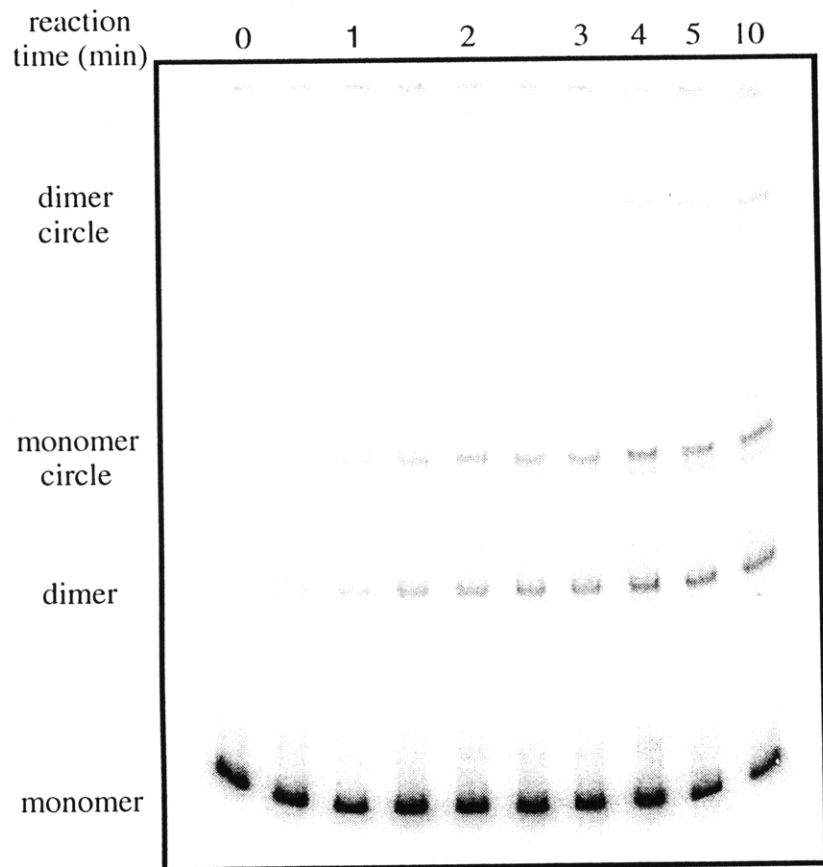 reaction
time (min) 0 1 2 3 4 5 10
dimer
circle
monomer
circle
dimer
monomer